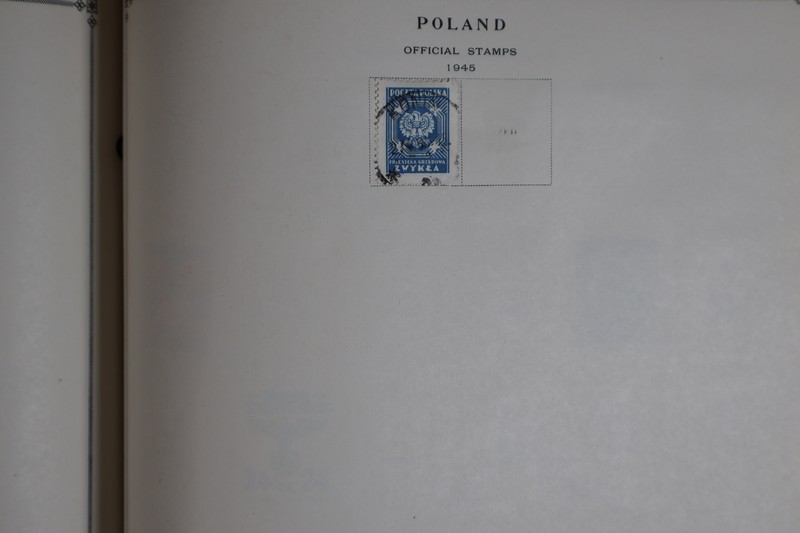 POLAND
OFFICIAL STAMPS
1945
POCZTA POLSKA
PRZESYŁKA URZĘDOWA
ZWYKŁA